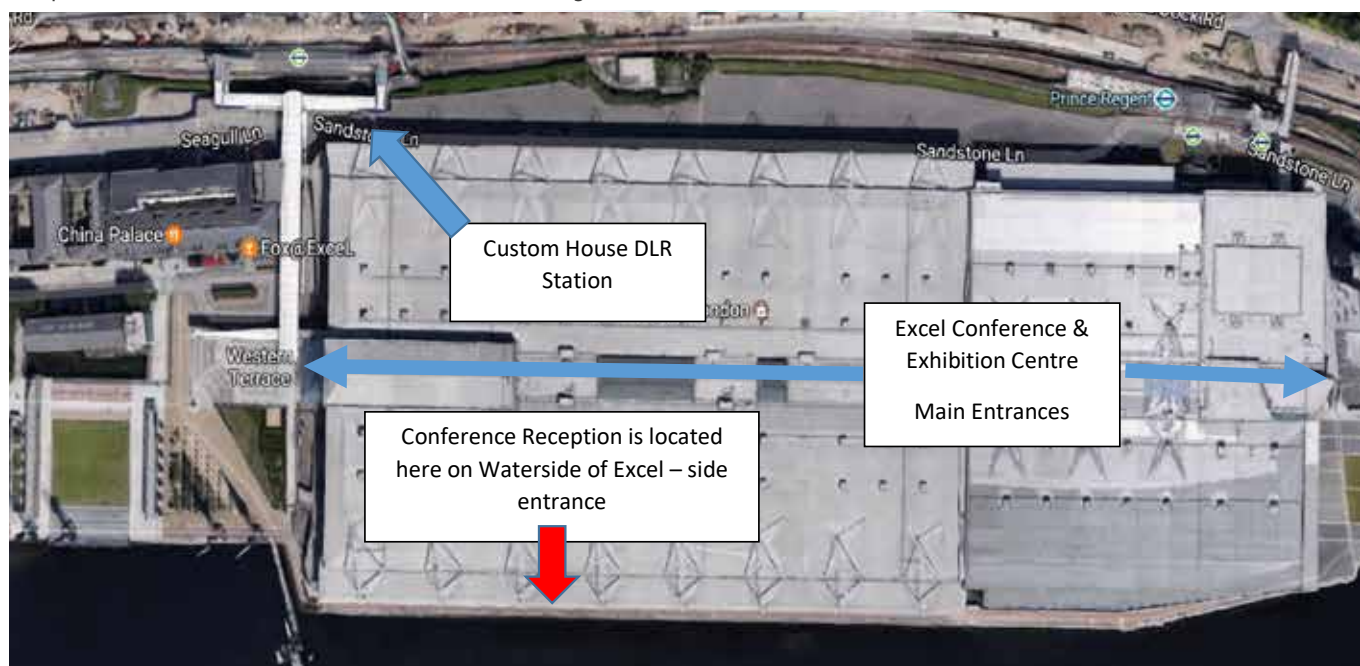 Seagull Ln
Sandstone Ln
Prince Regent
Sandstone Ln
Sandstone Ln
China Palace
Fox@ExceL
Custom House DLR
Station
Excel Conference &
Exhibition Centre
Main Entrances
Western
Terrace
Conference Reception is located
here on Waterside of Excel – side
entrance